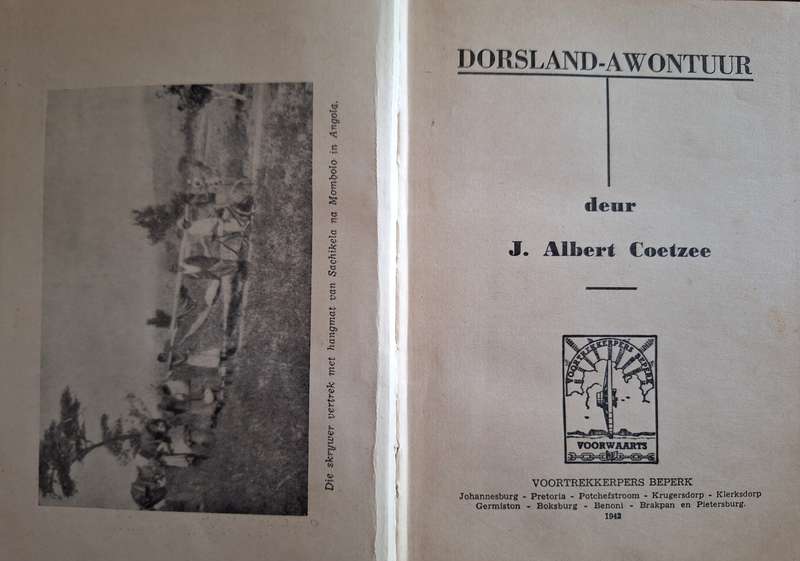 Die skrywer vertrek met hangmat van Sachikela na Mombolo in Angola.
DORSLAND-AWONTUUR
deur
J. Albert Coetzee
VOORTREKKERPERS BEPERK
VOORWAARTS
VOORTREKKERPERS BEPERK
Johannesburg - Pretoria - Potchefstroom - Krugersdorp - Klerksdorp
Germiston - Boksburg - Benoni - Brakpan en Pietersburg.
1942